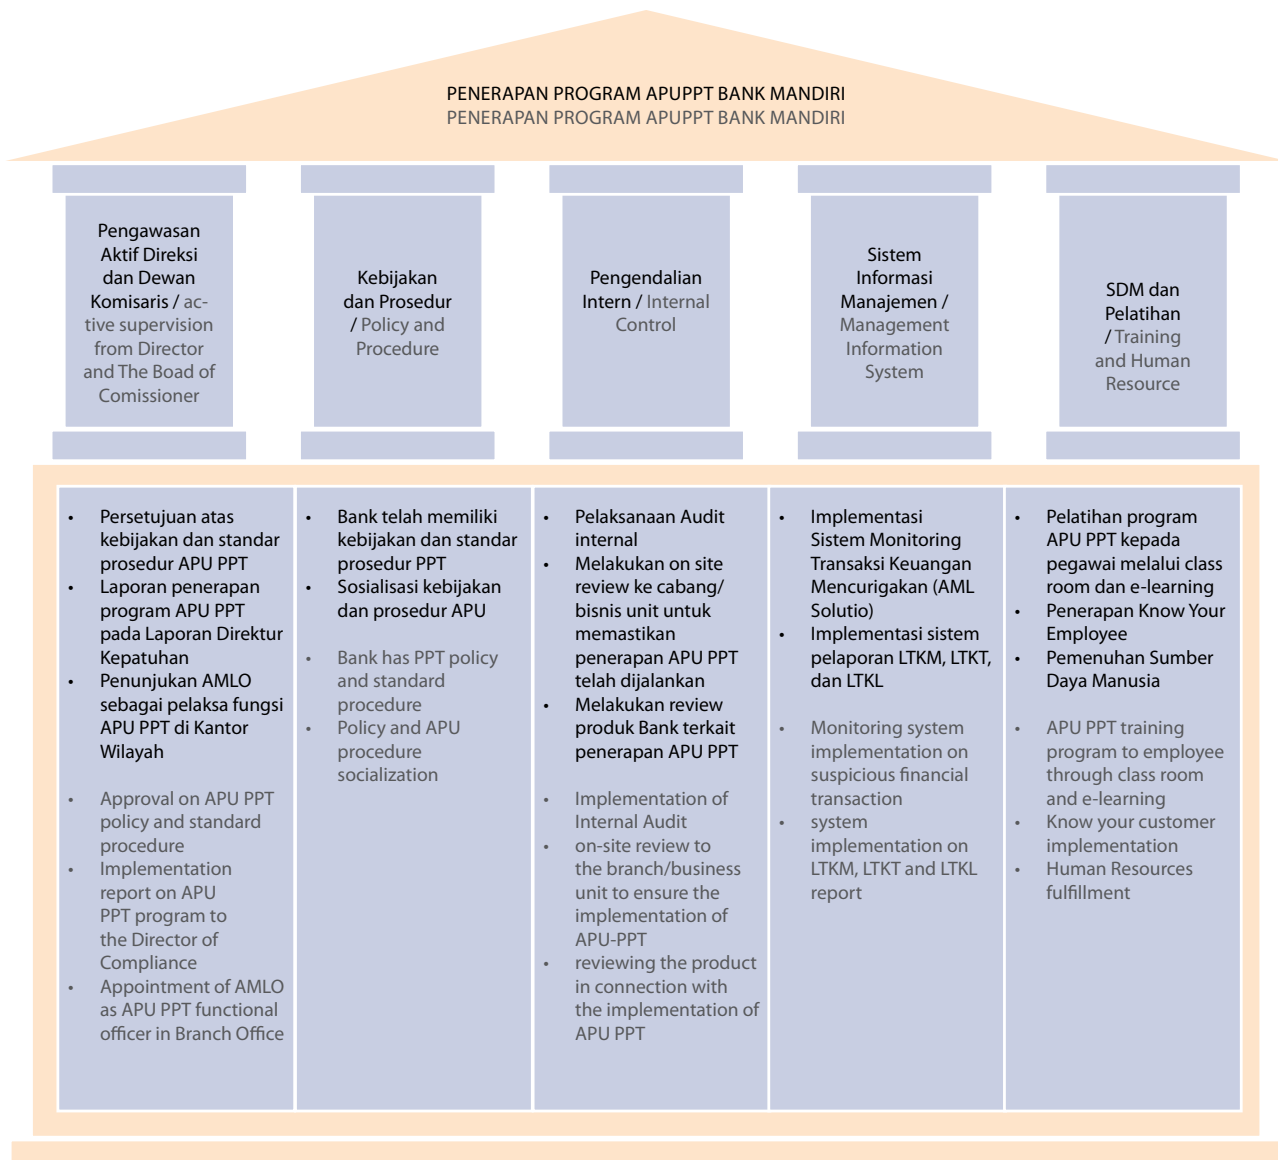 PENERAPAN PROGRAM APUPPT BANK MANDIRI
PENERAPAN PROGRAM APUPPT BANK MANDIRI
Pengawasan
Aktif Direksi
dan Dewan
Komisaris / ac-
tive supervision
from Director
and The Boad of
Comissioner
Kebijakan
dan Prosedur
/ Policy and
Procedure
Pengendalian
Intern / Internal
Control
Sistem
Informasi
Manajemen /
Management
Information
System
SDM dan
Pelatihan
/ Training
and Human
Resource
• Persetujuan atas
kebijakan dan standar
prosedur APU PPT
• Laporan penerapan
program APU PPT
pada Laporan Direktur
Kepatuhan
• Penunjukan AMLO
sebagai pelaksa fungsi
APU PPT di Kantor
Wilayah
• Approval on APU PPT
policy and standard
procedure
• Implementation
report on APU
PPT program to
the Director of
Compliance
• Appointment of AMLO
as APU PPT functional
officer in Branch Office
• Bank telah memiliki
kebijakan dan standar
prosedur PPT
• Sosialisasi kebijakan
dan prosedur APU
• Bank has PPT policy
and standard
procedure
• Policy and APU
procedure
socialization
• Pelaksanaan Audit
internal
• Melakukan on site
review ke cabang/
bisnis unit untuk
memastikan
penerapan APU PPT
telah dijalankan
• Melakukan review
produk Bank terkait
penerapan APU PPT
• Implementation of
Internal Audit
• on-site review to
the branch/business
unit to ensure the
implementation of
APU-PPT
• reviewing the product
in connection with
the implementation of
APU PPT
• Implementasi
Sistem Monitoring
Transaksi Keuangan
Mencurigakan (AML
Solutio)
• Implementasi sistem
pelaporan LTKM, LTKT,
dan LTKL
• Monitoring system
implementation on
suspicious financial
transaction
• system
implementation on
LTKM, LTKT and LTKL
report
• Pelatihan program
APU PPT kepada
pegawai melalui class
room dan e-learning
• Penerapan Know Your
Employee
• Pemenuhan Sumber
Daya Manusia
• APU PPT training
program to employee
through class room
and e-learning
• Know your customer
implementation
• Human Resources
fulfillment